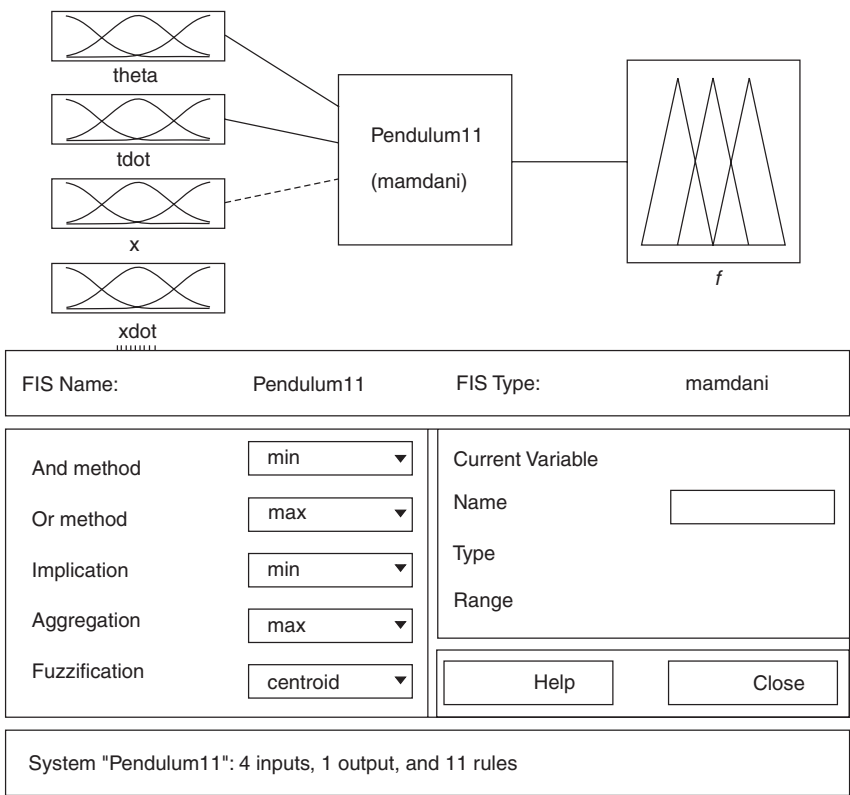 theta
tdot
x
xdot
Pendulum11
(mamdani)
f
FIS Name: Pendulum11 FIS Type: mamdani
And method min
Or method max
Implication min
Aggregation max
Fuzzification centroid
Current Variable
Name
Type
Range
Help Close
System "Pendulum11": 4 inputs, 1 output, and 11 rules